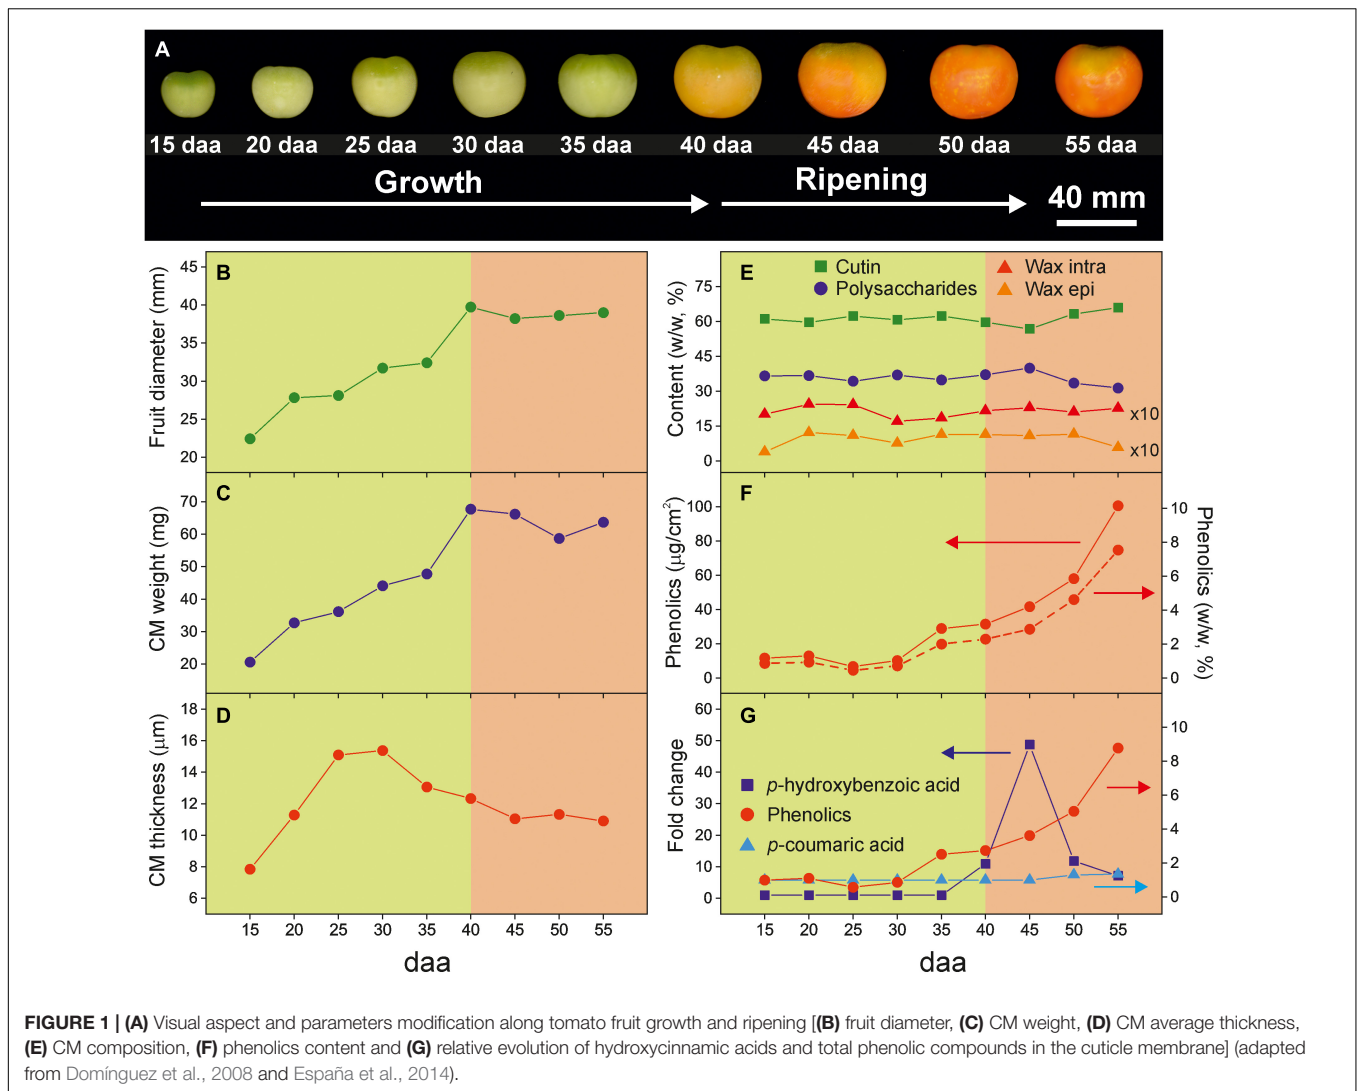 A
15 daa 20 daa 25 daa 30 daa 35 daa 40 daa 45 daa 50 daa 55 daa
Growth Ripening 40 mm
B
Fruit diameter (mm)
45
40
35
30
25
20
C
CM weight (mg)
70
60
50
40
30
20
D
CM thickness (µm)
18
16
14
12
10
8
6
15 20 25 30 35 40 45 50 55
daa
E
Cutin Wax intra
Polysaccharides Wax epi
Content (w/w, %)
75
60
45
30
15
0
x10
x10
F
Phenolics (µg/cm²)
100
80
60
40
20
0
Phenolics (w/w, %)
10
8
6
4
2
0
G
Fold change
60
50
40
30
20
10
0
p-hydroxybenzoic acid
Phenolics
p-coumaric acid
10
8
6
4
2
0
15 20 25 30 35 40 45 50 55
daa
FIGURE 1 | (A) Visual aspect and parameters modification along tomato fruit growth and ripening [(B) fruit diameter, (C) CM weight, (D) CM average thickness,
(E) CM composition, (F) phenolics content and (G) relative evolution of hydroxycinnamic acids and total phenolic compounds in the cuticle membrane] (adapted
from Domínguez et al., 2008 and España et al., 2014).